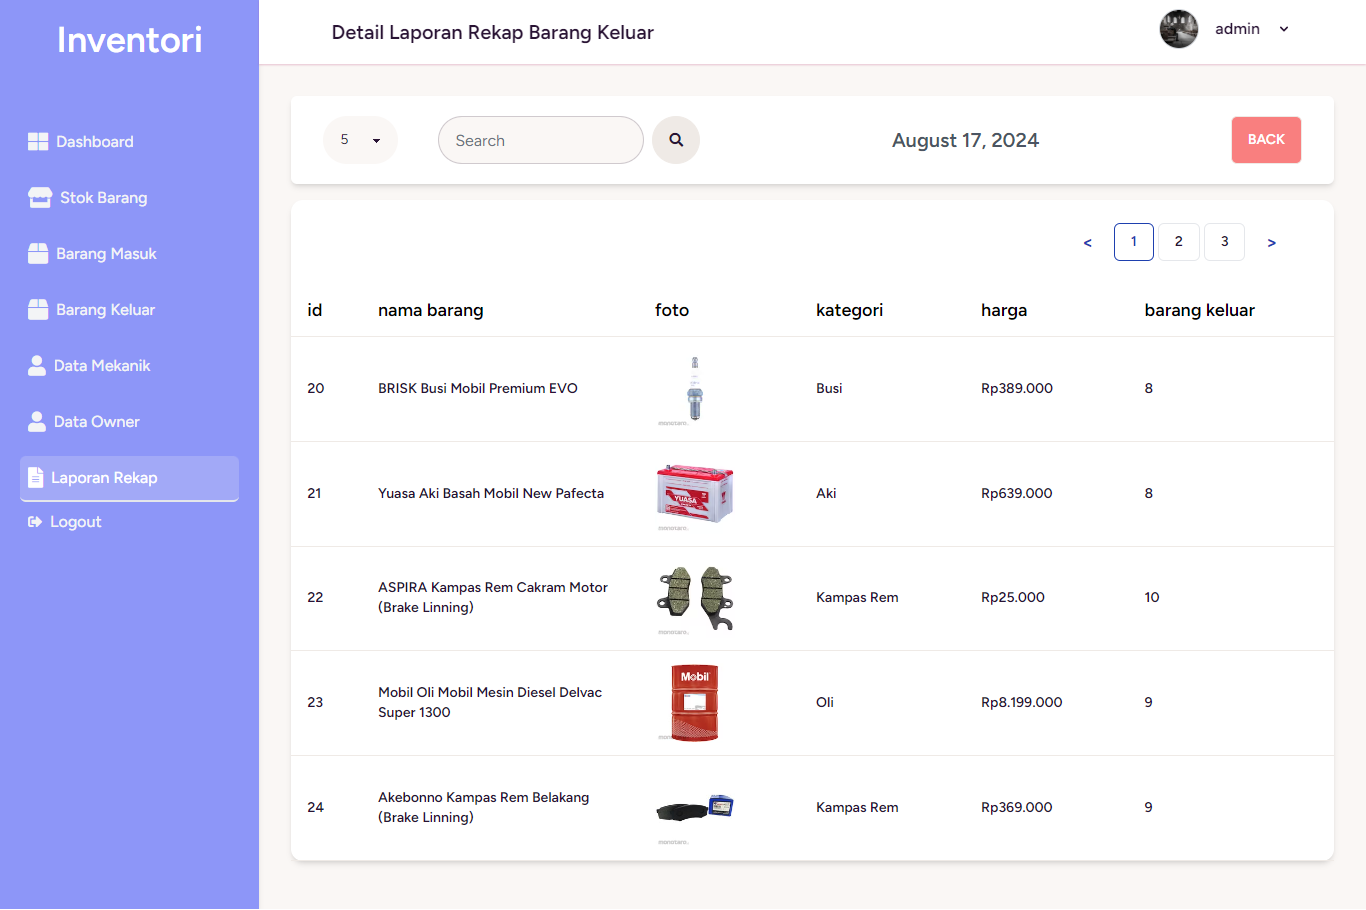 Inventori
Detail Laporan Rekap Barang Keluar
admin
Dashboard
Stok Barang
Barang Masuk
Barang Keluar
Data Mekanik
Data Owner
Laporan Rekap
Logout
5
Search
August 17, 2024
BACK
< 1 2 3 >
id nama barang foto kategori harga barang keluar
20 BRISK Busi Mobil Premium EVO Busi Rp389.000 8
21 Yuasa Aki Basah Mobil New Pafecta YUASA Aki Rp639.000 8
22 ASPIRA Kampas Rem Cakram Motor
(Brake Linning) Kampas Rem Rp25.000 10
23 Mobil Oli Mobil Mesin Diesel Delvac
Super 1300 Mobil Oli Rp8.199.000 9
24 Akebonno Kampas Rem Belakang
(Brake Linning) Kampas Rem Rp369.000 9